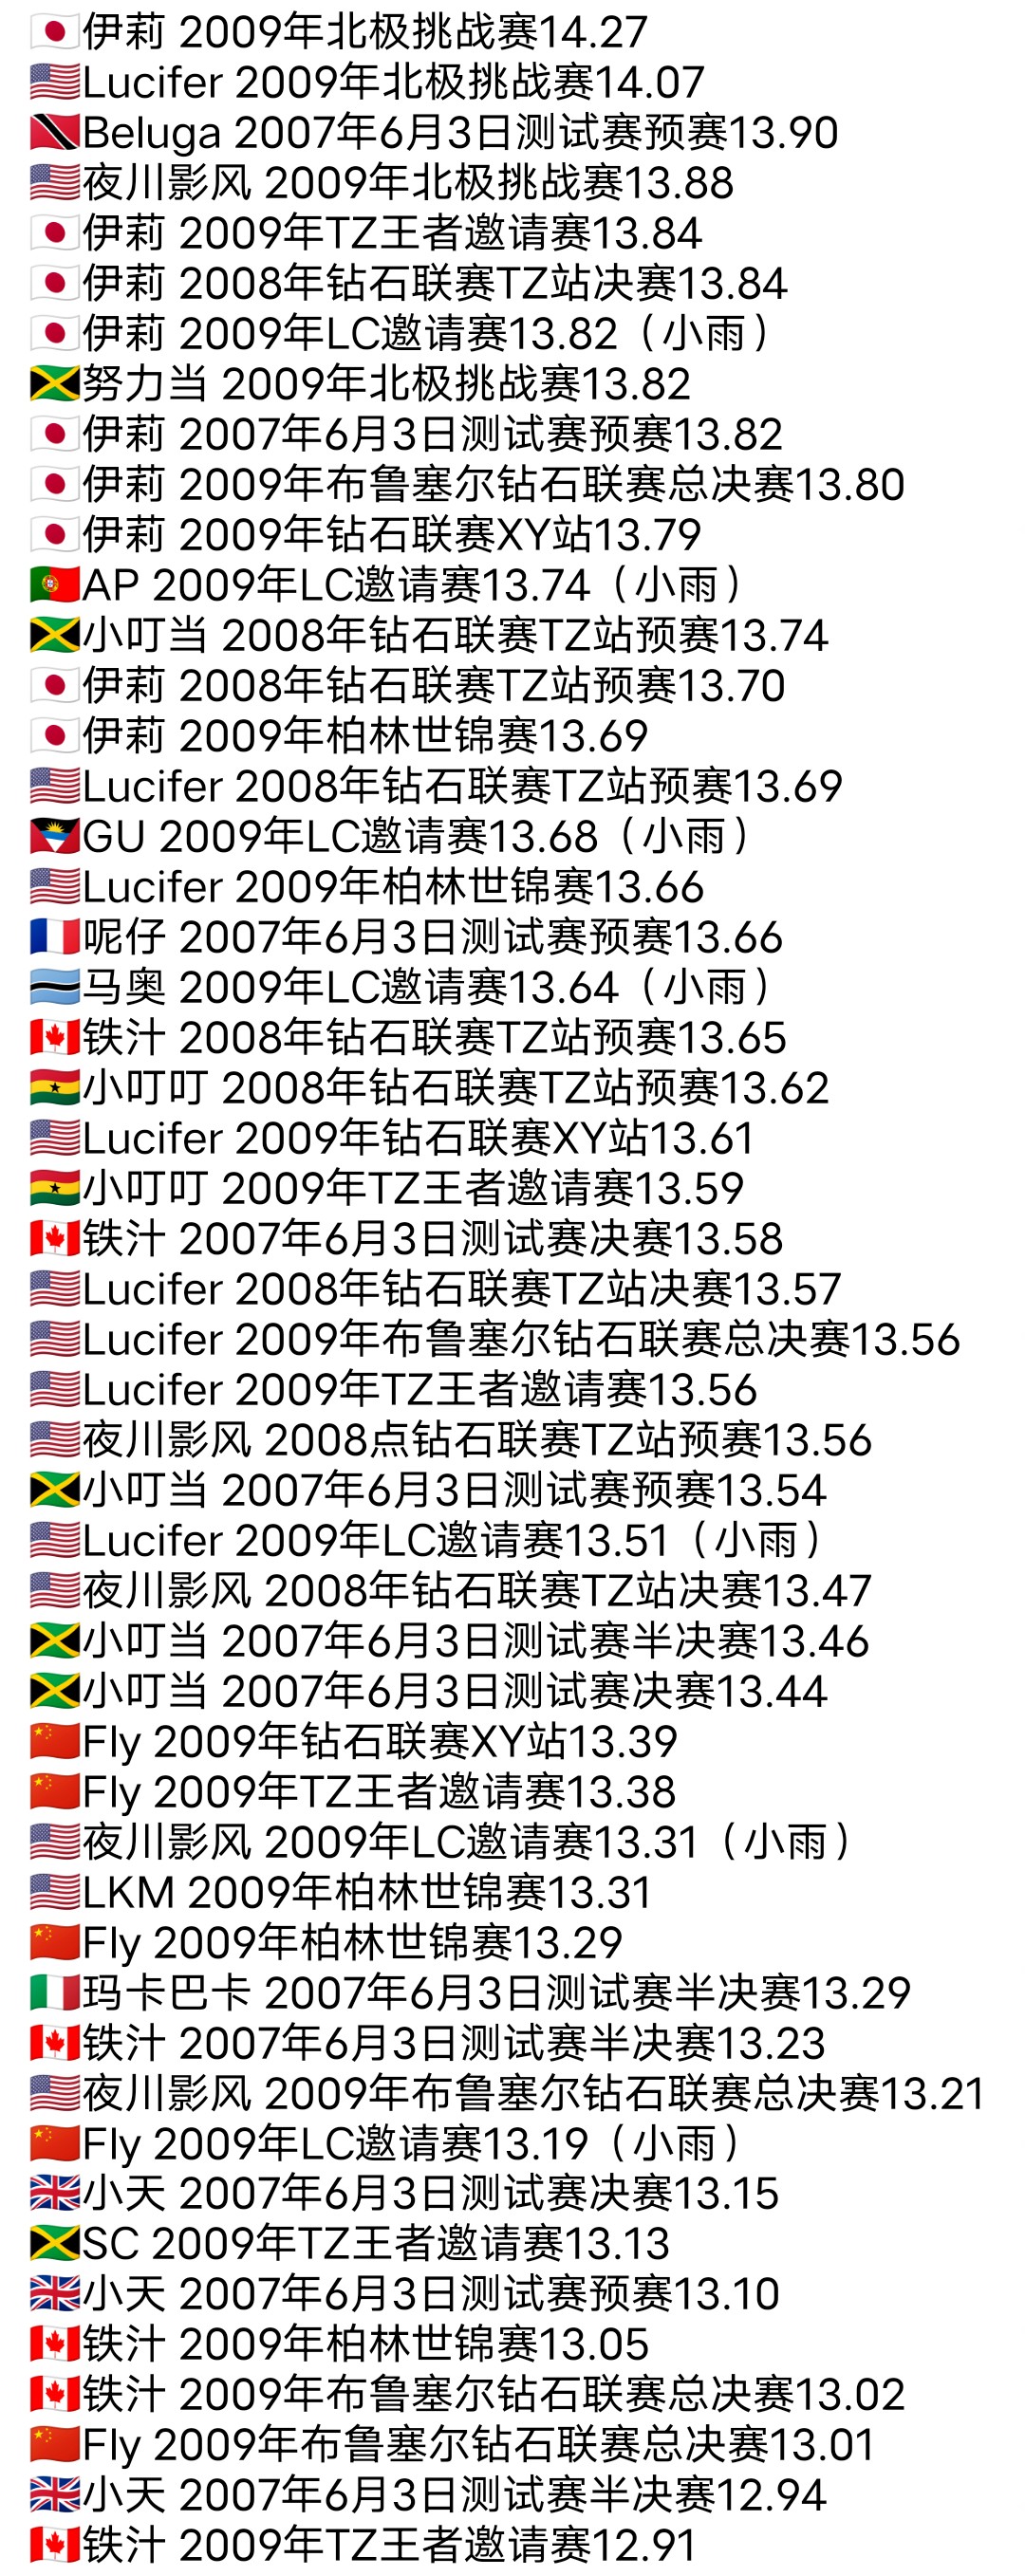 🇯🇵伊莉 2009年北极挑战赛14.27
🇺🇸Lucifer 2009年北极挑战赛14.07
🇹🇹Beluga 2007年6月3日测试赛预赛13.90
🇺🇸夜川影风 2009年北极挑战赛13.88
🇯🇵伊莉 2009年TZ王者邀请赛13.84
🇯🇵伊莉 2008年钻石联赛TZ站决赛13.84
🇯🇵伊莉 2009年LC邀请赛13.82（小雨）
🇯🇲努力当 2009年北极挑战赛13.82
🇯🇵伊莉 2007年6月3日测试赛预赛13.82
🇯🇵伊莉 2009年布鲁塞尔钻石联赛总决赛13.80
🇯🇵伊莉 2009年钻石联赛XY站13.79
🇵🇹AP 2009年LC邀请赛13.74（小雨）
🇯🇲小叮当 2008年钻石联赛TZ站预赛13.74
🇯🇵伊莉 2008年钻石联赛TZ站预赛13.70
🇯🇵伊莉 2009年柏林世锦赛13.69
🇺🇸Lucifer 2008年钻石联赛TZ站预赛13.69
🇦🇬GU 2009年LC邀请赛13.68（小雨）
🇺🇸Lucifer 2009年柏林世锦赛13.66
🇫🇷呢仔 2007年6月3日测试赛预赛13.66
🇧🇼马奥 2009年LC邀请赛13.64（小雨）
🇨🇦铁汁 2008年钻石联赛TZ站预赛13.65
🇬🇭小叮叮 2008年钻石联赛TZ站预赛13.62
🇺🇸Lucifer 2009年钻石联赛XY站13.61
🇬🇭小叮叮 2009年TZ王者邀请赛13.59
🇨🇦铁汁 2007年6月3日测试赛决赛13.58
🇺🇸Lucifer 2008年钻石联赛TZ站决赛13.57
🇺🇸Lucifer 2009年布鲁塞尔钻石联赛总决赛13.56
🇺🇸Lucifer 2009年TZ王者邀请赛13.56
🇺🇸夜川影风 2008点钻石联赛TZ站预赛13.56
🇯🇲小叮当 2007年6月3日测试赛预赛13.54
🇺🇸Lucifer 2009年LC邀请赛13.51（小雨）
🇺🇸夜川影风 2008年钻石联赛TZ站决赛13.47
🇯🇲小叮当 2007年6月3日测试赛半决赛13.46
🇯🇲小叮当 2007年6月3日测试赛决赛13.44
🇨🇳Fly 2009年钻石联赛XY站13.39
🇨🇳Fly 2009年TZ王者邀请赛13.38
🇺🇸夜川影风 2009年LC邀请赛13.31（小雨）
🇺🇸LKM 2009年柏林世锦赛13.31
🇨🇳Fly 2009年柏林世锦赛13.29
🇮🇹玛卡巴卡 2007年6月3日测试赛半决赛13.29
🇨🇦铁汁 2007年6月3日测试赛半决赛13.23
🇺🇸夜川影风 2009年布鲁塞尔钻石联赛总决赛13.21
🇨🇳Fly 2009年LC邀请赛13.19（小雨）
🇬🇧小天 2007年6月3日测试赛决赛13.15
🇯🇲SC 2009年TZ王者邀请赛13.13
🇬🇧小天 2007年6月3日测试赛预赛13.10
🇨🇦铁汁 2009年柏林世锦赛13.05
🇨🇦铁汁 2009年布鲁塞尔钻石联赛总决赛13.02
🇨🇳Fly 2009年布鲁塞尔钻石联赛总决赛13.01
🇬🇧小天 2007年6月3日测试赛半决赛12.94
🇨🇦铁汁 2009年TZ王者邀请赛12.91